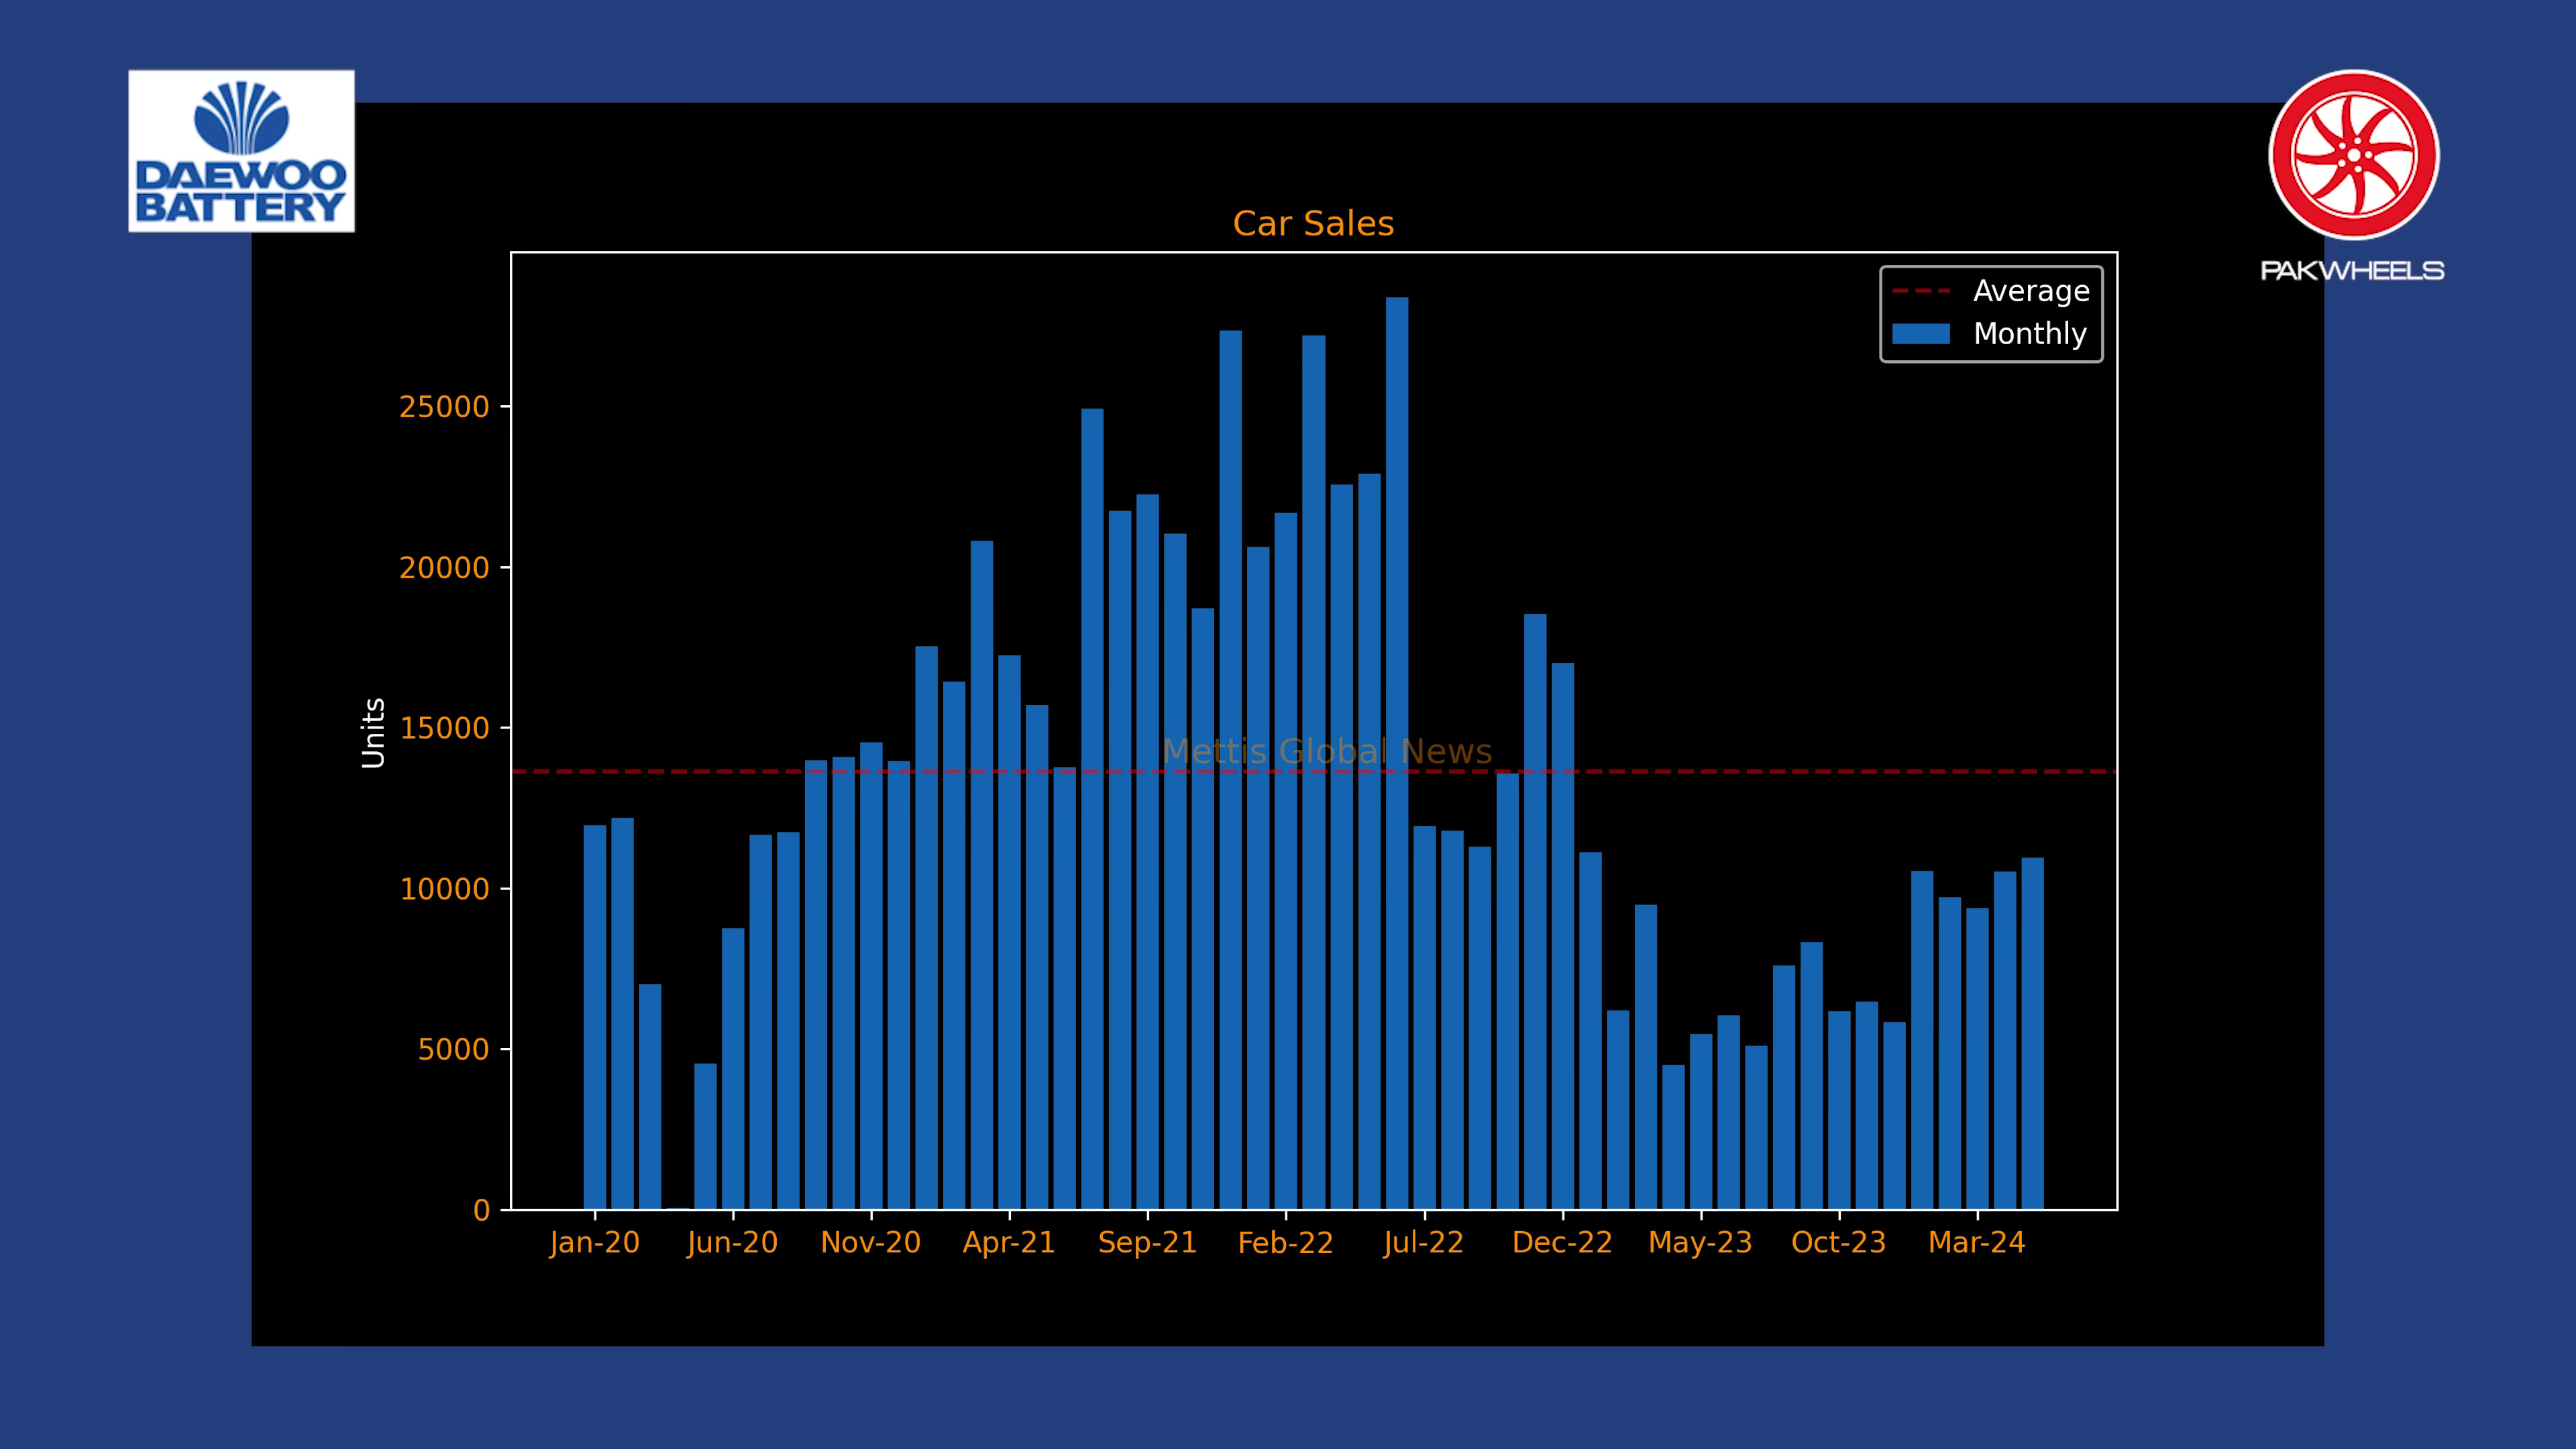 DAEWOO
BATTERY
PAKWHEELS
Car Sales
Average
Monthly
25000
20000
15000
10000
5000
0
Units
Mettis Global News
Jan-20 Jun-20 Nov-20 Apr-21 Sep-21 Feb-22 Jul-22 Dec-22 May-23 Oct-23 Mar-24